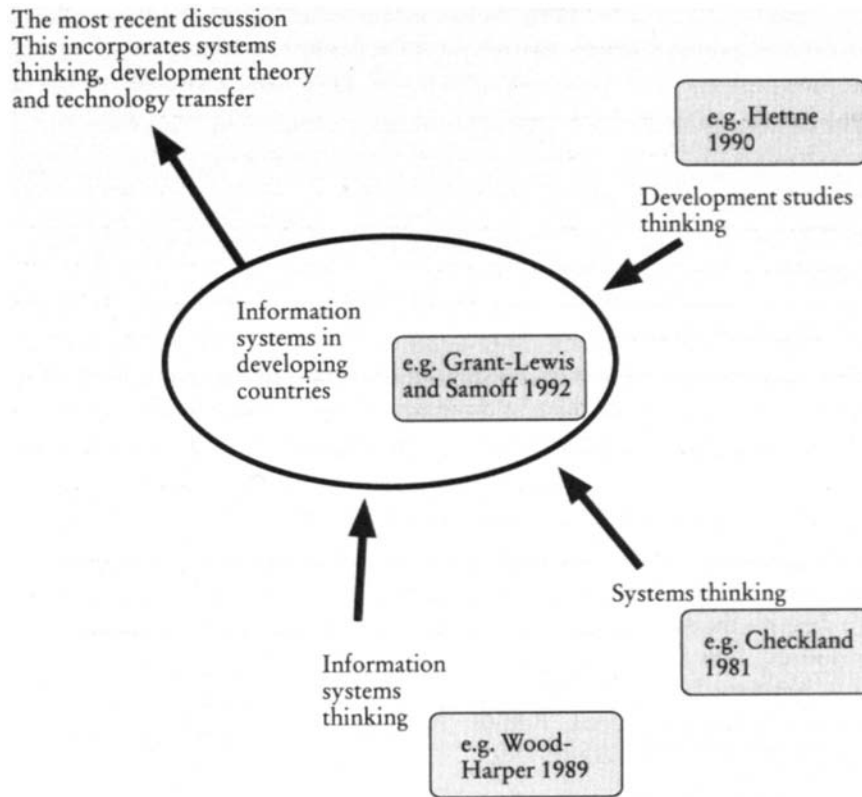 The most recent discussion
This incorporates systems
thinking, development theory
and technology transfer
e.g. Hettne
1990
Development studies
thinking
Information
systems in
developing
countries
e.g. Grant-Lewis
and Samoff 1992
Systems thinking
e.g. Checkland
1981
Information
systems
thinking
e.g. Wood-
Harper 1989